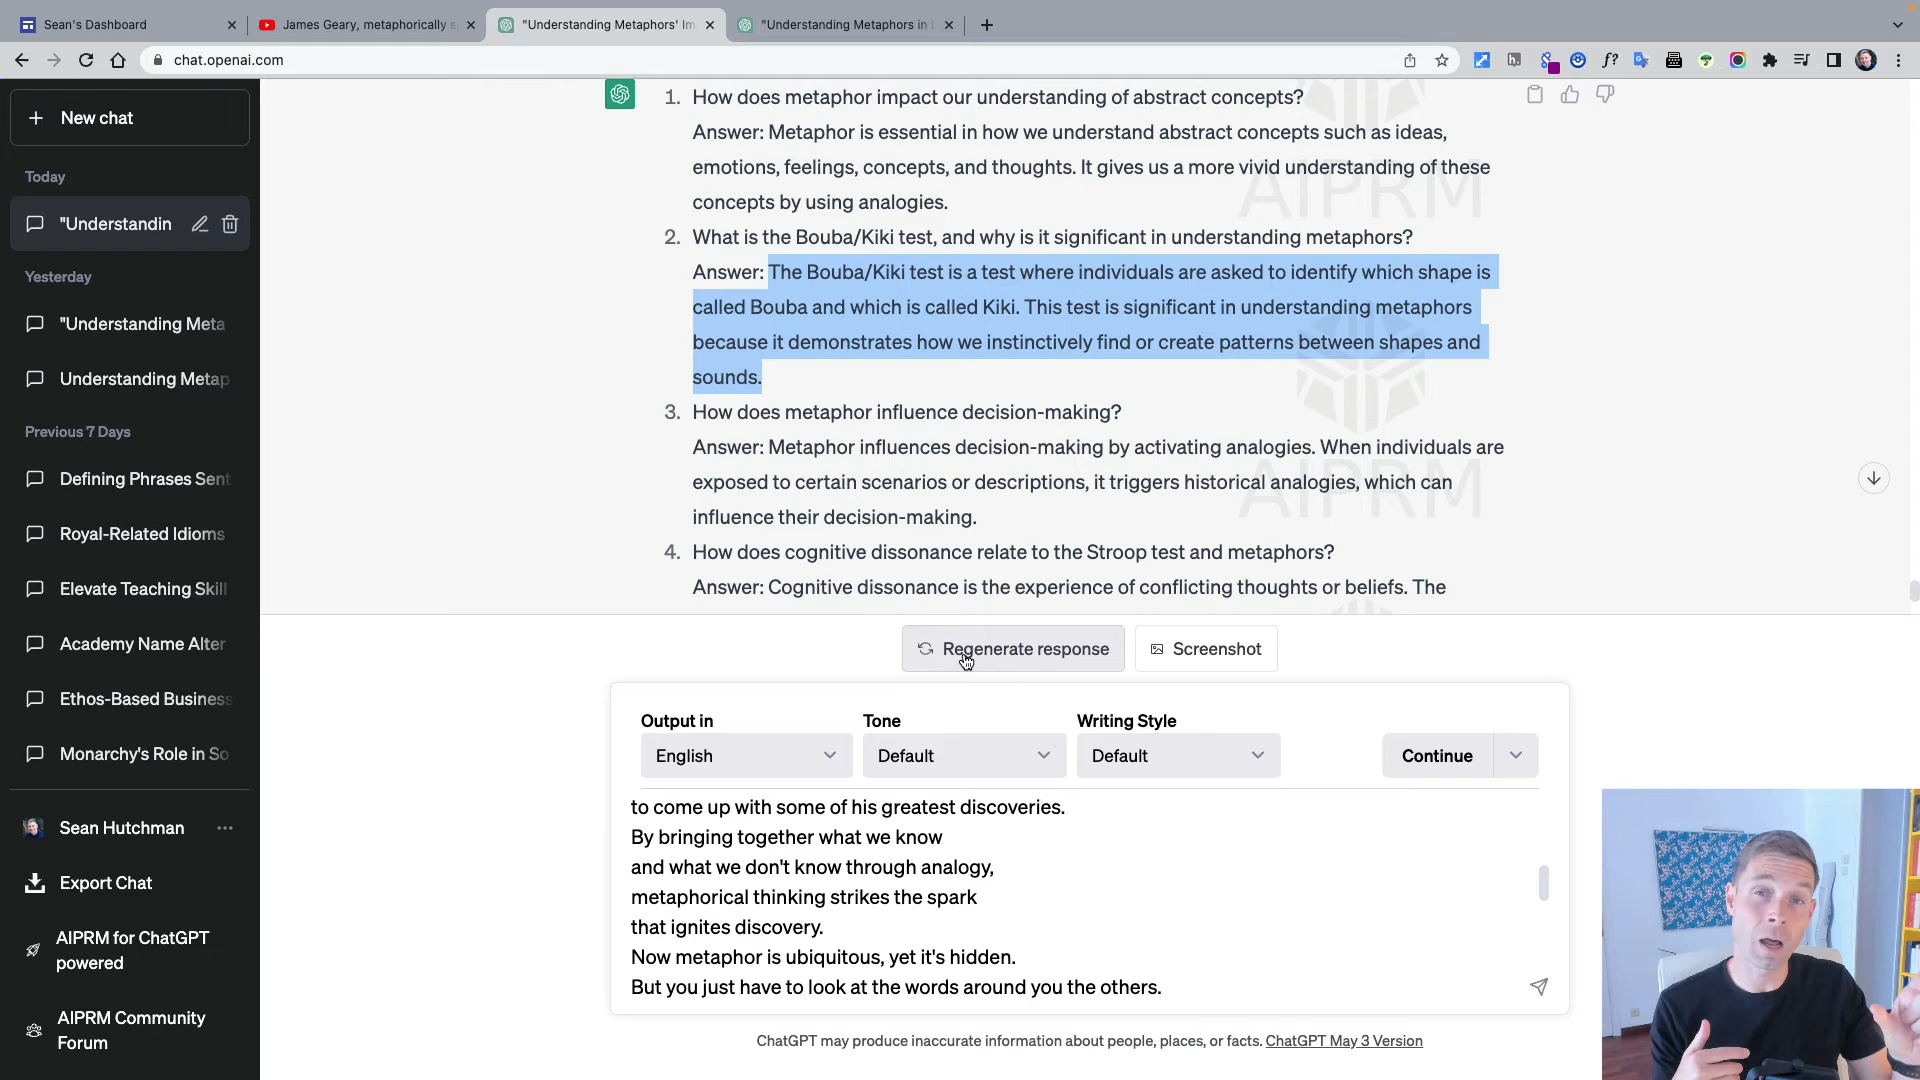 Sean's Dashboard
James Geary, metaphorically s
"Understanding Metaphors' Im
"Understanding Metaphors in
chat.openai.com
New chat
Today
"Understandin
Yesterday
"Understanding Meta
Understanding Metap
Previous 7 Days
Defining Phrases Sent
Royal-Related Idioms
Elevate Teaching Skill
Academy Name Alter
Ethos-Based Business
Monarchy's Role in So
Sean Hutchman
Export Chat
AIPRM for ChatGPT
powered
AIPRM Community
Forum
1. How does metaphor impact our understanding of abstract concepts?
Answer: Metaphor is essential in how we understand abstract concepts such as ideas,
emotions, feelings, concepts, and thoughts. It gives us a more vivid understanding of these
concepts by using analogies.
2. What is the Bouba/Kiki test, and why is it significant in understanding metaphors?
Answer: The Bouba/Kiki test is a test where individuals are asked to identify which shape is
called Bouba and which is called Kiki. This test is significant in understanding metaphors
because it demonstrates how we instinctively find or create patterns between shapes and
sounds.
3. How does metaphor influence decision-making?
Answer: Metaphor influences decision-making by activating analogies. When individuals are
exposed to certain scenarios or descriptions, it triggers historical analogies, which can
influence their decision-making.
4. How does cognitive dissonance relate to the Stroop test and metaphors?
Answer: Cognitive dissonance is the experience of conflicting thoughts or beliefs. The
AIPRM
AIPRM
Regenerate response
Screenshot
Output in
Tone
Writing Style
English
Default
Default
Continue
to come up with some of his greatest discoveries.
By bringing together what we know
and what we don't know through analogy,
metaphorical thinking strikes the spark
that ignites discovery.
Now metaphor is ubiquitous, yet it's hidden.
But you just have to look at the words around you the others.
ChatGPT may produce inaccurate information about people, places, or facts. ChatGPT May 3 Version